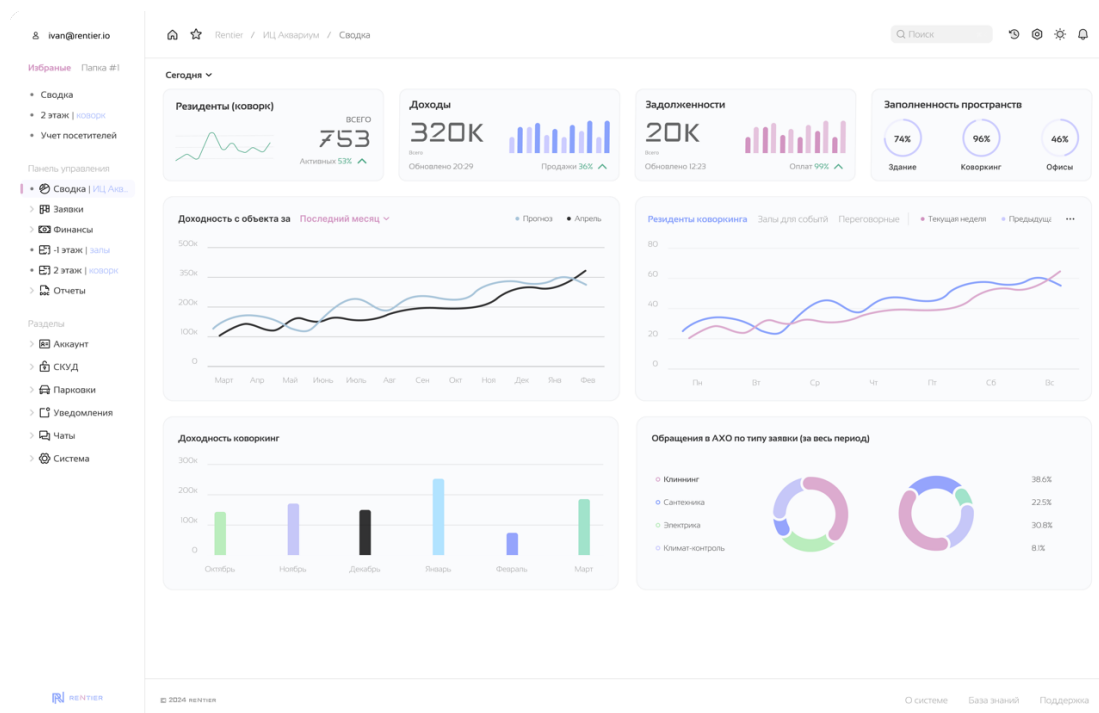 ivan@rentier.io
Избраные Папка #1
Сводка
2 этаж | коворк
Учет посетителей
Панель управления
Сводка | ИЦ Акв..
Заявки
Финансы
-1 этаж | залы
2 этаж | коворк
Отчеты
Разделы
Аккаунт
СКУД
Парковки
Уведомления
Чаты
Система
RENTIER
Rentier / ИЦ Аквариум / Сводка
Поиск
Сегодня
Резиденты (коворк)
ВСЕГО
753
Активных 53%
Доходы
320K
Всего
Обновлено 20:29
Продажи 36%
Задолженности
20K
Всего
Обновлено 12:23
Оплат 99%
Заполненность пространств
74% 96% 46%
Здание Коворкинг Офисы
Доходность с объекта за Последний месяц
Прогноз Апрель
500к
350к
200к
100к
0
Март Апр Май Июнь Июль Авг Сен Окт Ноя Дек Янв Фев
Резиденты коворкинга Залы для событй Переговорные
Текущая неделя Предыдущ
80
60
40
20
0
Пн Вт Ср Чт Пт Сб Вс
Доходность коворкинг
300к
200к
100к
0
Октябрь Ноябрь Декабрь Январь Февраль Март
Обращения в АХО по типу заявки (за весь период)
Клиннинг 38.6%
Сантехника 22.5%
Электрика 30.8%
Климат-контроль 8.1%
© 2024 RENTIER
О системе База знаний Поддержка